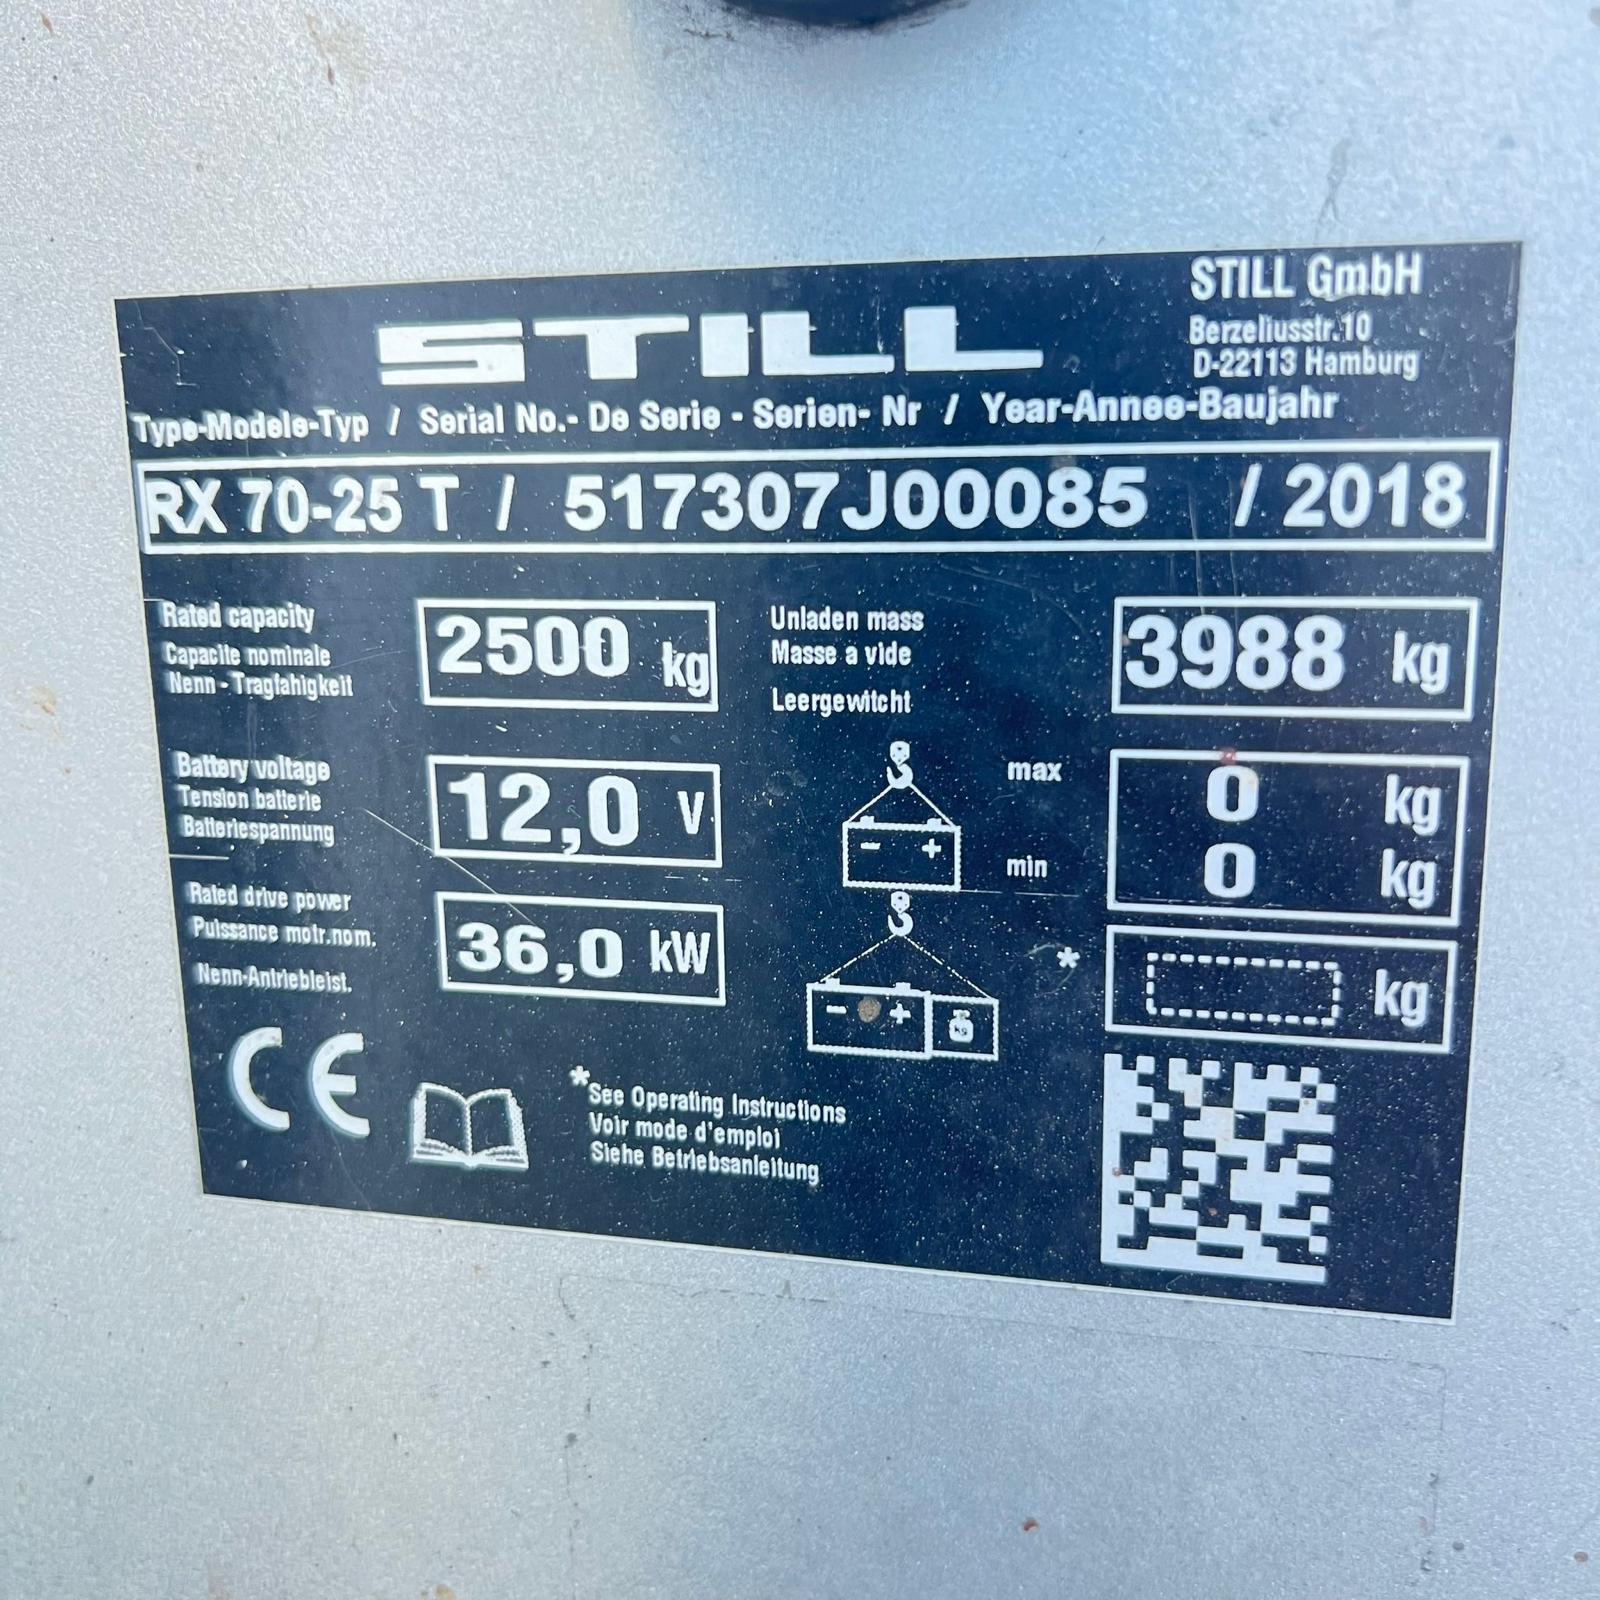 STILL GmbH
Berzeliusstr.10
D-22113 Hamburg
STILL
Type-Modele-Typ / Serial No.- De Serie - Serien- Nr / Year-Annee-Baujahr
RX 70-25 T / 517307J00085 / 2018
Rated capacity
Capacite nominale
Nenn - Tragfahigkeit
2500 kg
Unladen mass
Masse a vide
Leergewitcht
3988 kg
Battery voltage
Tension batterie
Batteriespannung
12,0 V
max
0 kg
- +
min
0 kg
Rated drive power
Puissance motr.nom.
Nenn-Antriebleist.
36,0 kW
*
kg
- + kg
CE
*See Operating Instructions
Voir mode d'emploi
Siehe Betriebsanleitung